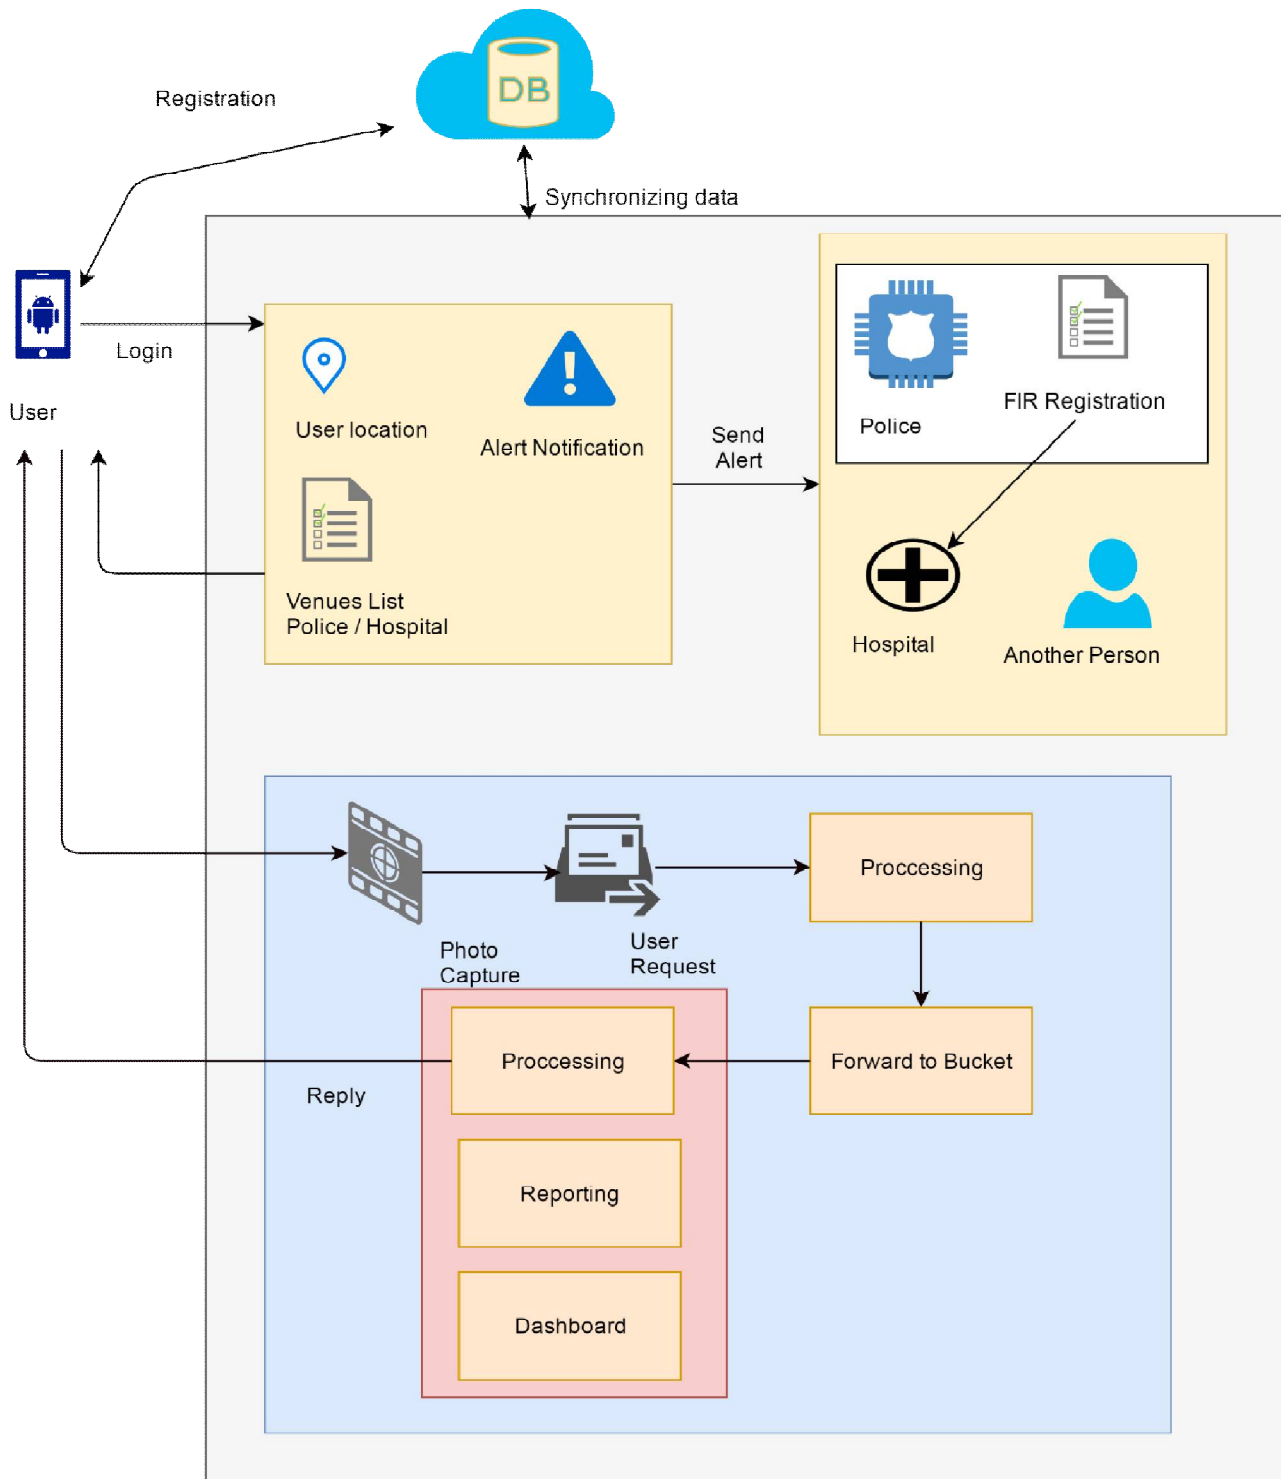 DB
Registration
Synchronizing data
Login
User
User location
Alert Notification
Venues List
Police / Hospital
Send
Alert
Police
FIR Registration
Hospital
Another Person
Photo
Capture
User
Request
Proccessing
Forward to Bucket
Proccessing
Reply
Reporting
Dashboard